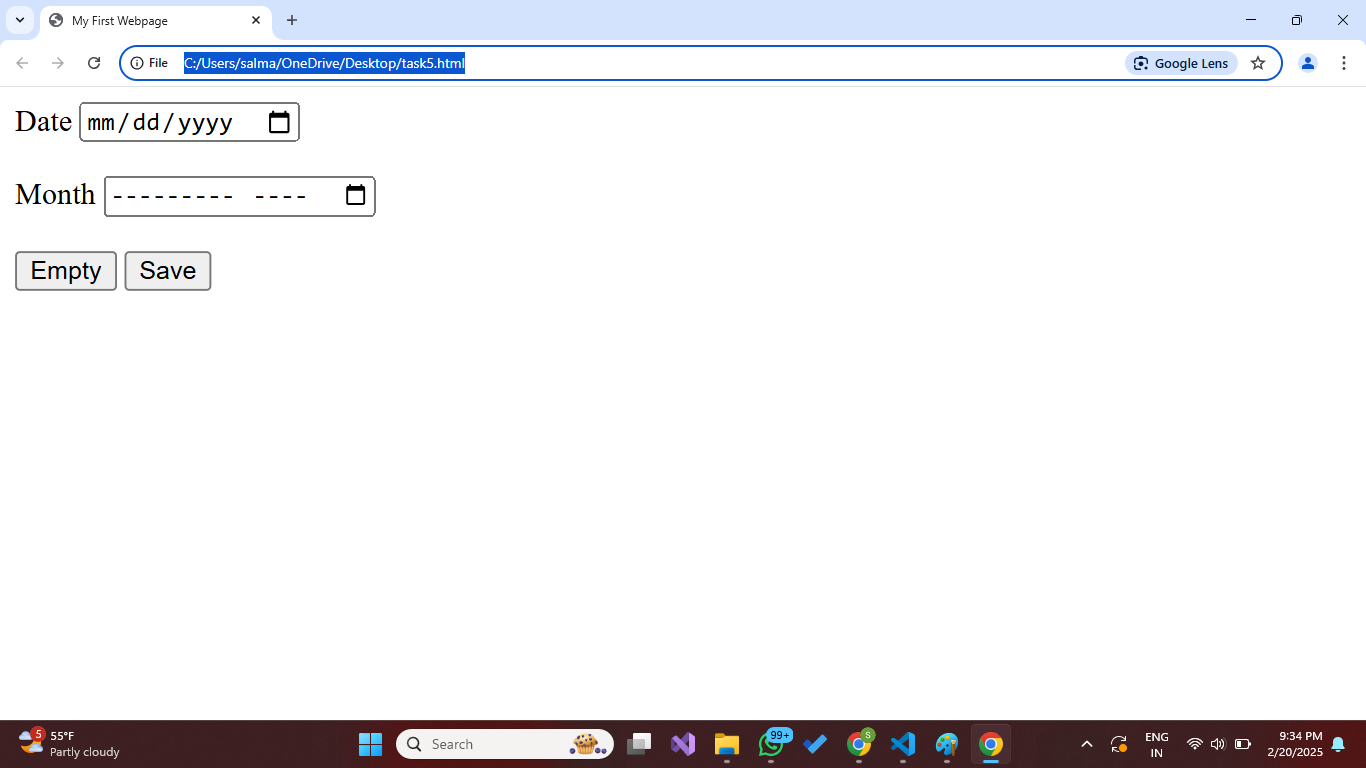 My First Webpage
File C:/Users/salma/OneDrive/Desktop/task5.html Google Lens
Date mm/dd/yyyy
Month --------- ----
Empty Save
5 55°F
Partly cloudy
Search
99+
S
ENG
IN
9:34 PM
2/20/2025